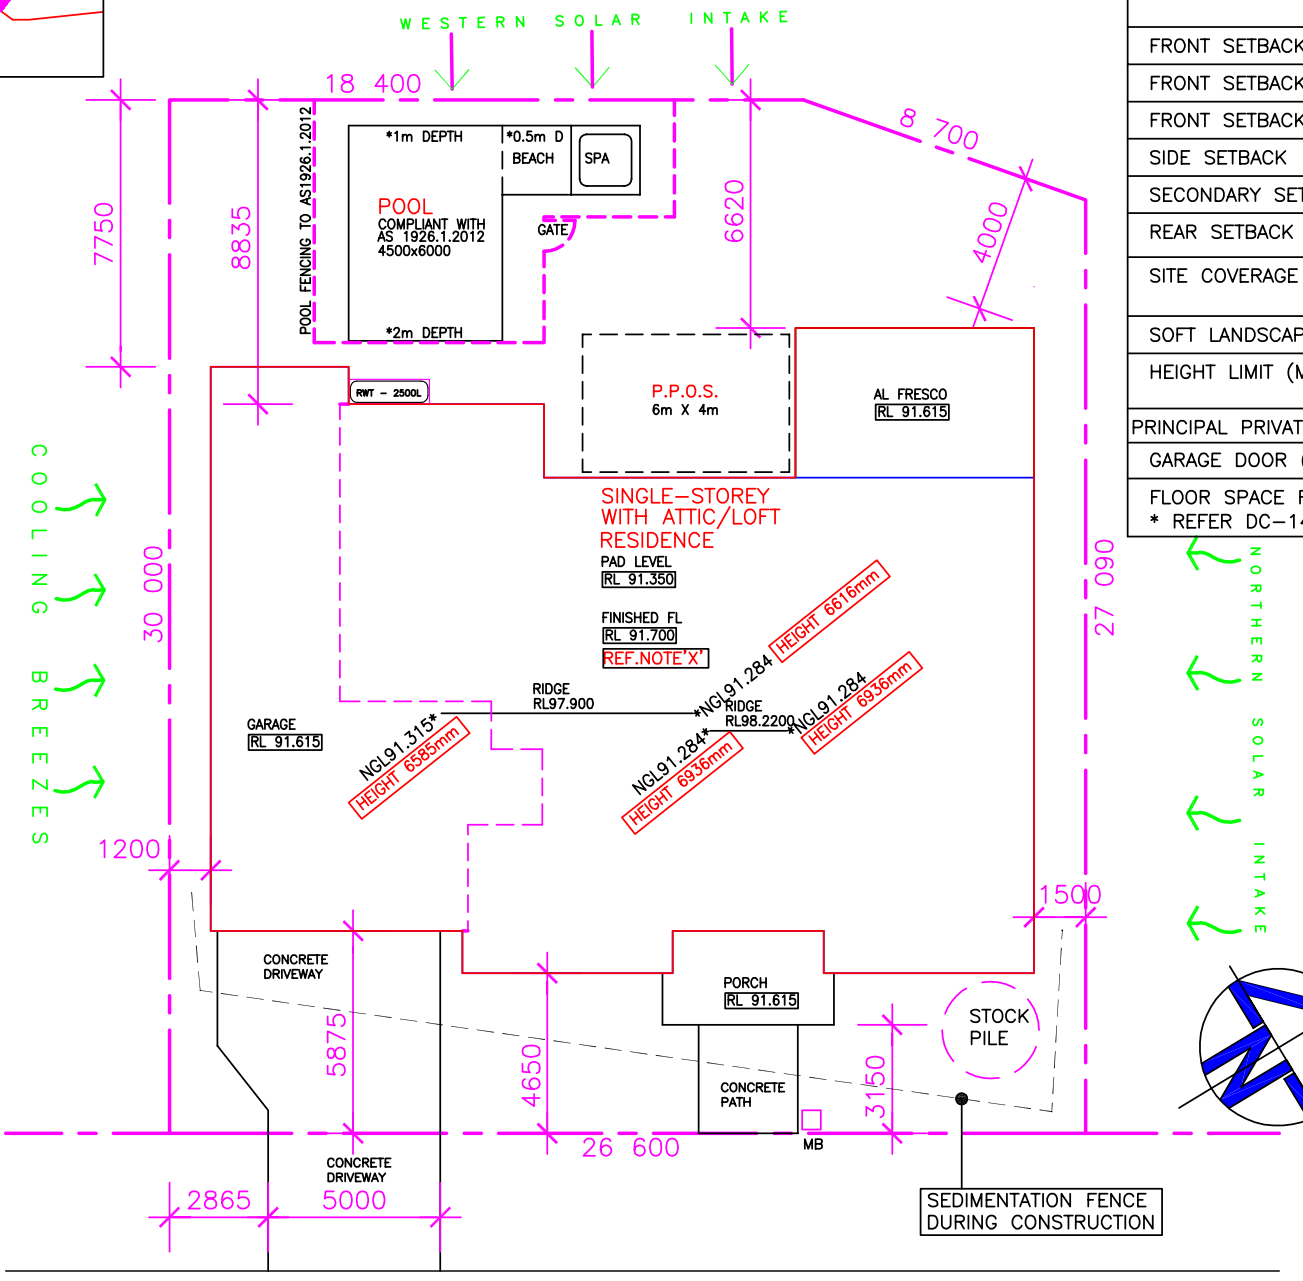 WESTERN SOLAR INTAKE
18 400
8 700
7750
8835
6620
4000
POOL FENCING TO AS1926.1.2012
*1m DEPTH
*0.5m D
BEACH
SPA
POOL
COMPLIANT WITH
AS 1926.1.2012
4500x6000
GATE
*2m DEPTH
RWT - 2500L
P.P.O.S.
6m X 4m
AL FRESCO
RL 91.615
FRONT SETBACK
FRONT SETBACK
FRONT SETBACK
SIDE SETBACK
SECONDARY SET
REAR SETBACK
SITE COVERAGE
SOFT LANDSCAP
HEIGHT LIMIT (M
PRINCIPAL PRIVAT
GARAGE DOOR (
FLOOR SPACE R
* REFER DC-14
COOLING BREEZES
30 000
27 090
NORTHERN SOLAR INTAKE
SINGLE-STOREY
WITH ATTIC/LOFT
RESIDENCE
PAD LEVEL
RL 91.350
FINISHED FL
RL 91.700
REF.NOTE'X'
HEIGHT 6616mm
*NGL91.284
RIDGE
RL97.900
RIDGE
RL98.2200
*NGL91.284
HEIGHT 6936mm
NGL91.315*
HEIGHT 6585mm
NGL91.284*
HEIGHT 6936mm
GARAGE
RL 91.615
1200
1500
CONCRETE
DRIVEWAY
5875
4650
PORCH
RL 91.615
STOCK
PILE
3150
CONCRETE
PATH
MB
26 600
CONCRETE
DRIVEWAY
2865
5000
SEDIMENTATION FENCE
DURING CONSTRUCTION